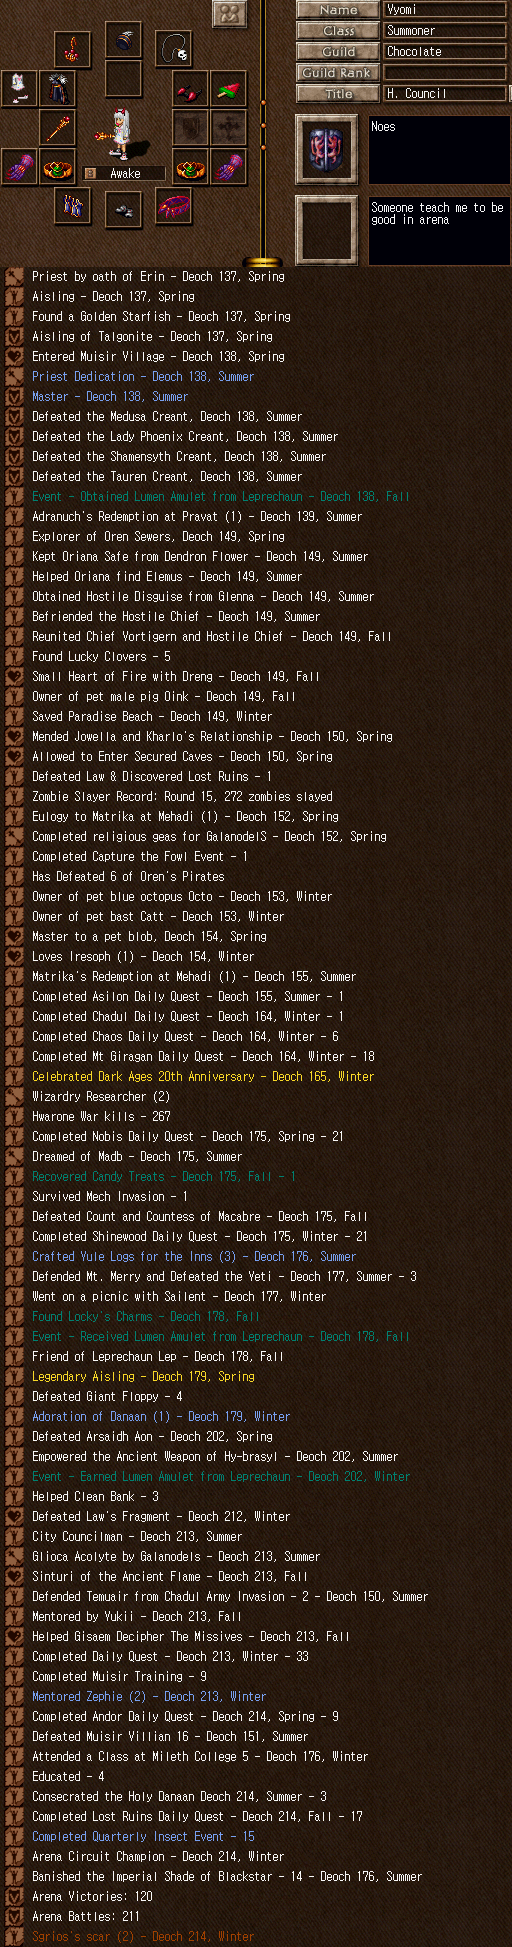 Name
Vyomi
Class
Summoner
Guild
Chocolate
Guild Rank
Title
H. Council
Noes
Awake
Someone teach me to be
good in arena
Priest by oath of Erin - Deoch 137, Spring
Aisling - Deoch 137, Spring
Found a Golden Starfish - Deoch 137, Spring
Aisling of Talgonite - Deoch 137, Spring
Entered Muisir Village - Deoch 138, Spring
Priest Dedication - Deoch 138, Summer
Master - Deoch 138, Summer
Defeated the Medusa Creant, Deoch 138, Summer
Defeated the Lady Phoenix Creant, Deoch 138, Summer
Defeated the Shamensyth Creant, Deoch 138, Summer
Defeated the Tauren Creant, Deoch 138, Summer
Event - Obtained Lumen Amulet from Leprechaun - Deoch 138, Fall
Adranuch's Redemption at Pravat (1) - Deoch 139, Summer
Explorer of Oren Sewers, Deoch 149, Spring
Kept Oriana Safe from Dendron Flower - Deoch 149, Summer
Helped Oriana find Elemus - Deoch 149, Summer
Obtained Hostile Disguise from Glenna - Deoch 149, Summer
Befriended the Hostile Chief - Deoch 149, Summer
Reunited Chief Vortigern and Hostile Chief - Deoch 149, Fall
Found Lucky Clovers - 5
Small Heart of Fire with Dreng - Deoch 149, Fall
Owner of pet male pig Oink - Deoch 149, Fall
Saved Paradise Beach - Deoch 149, Winter
Mended Jowella and Kharlo's Relationship - Deoch 150, Spring
Allowed to Enter Secured Caves - Deoch 150, Spring
Defeated Law & Discovered Lost Ruins - 1
Zombie Slayer Record: Round 15, 272 zombies slayed
Eulogy to Matrika at Mehadi (1) - Deoch 152, Spring
Completed religious geas for GalanodelS - Deoch 152, Spring
Completed Capture the Fowl Event - 1
Has Defeated 6 of Oren's Pirates
Owner of pet blue octopus Octo - Deoch 153, Winter
Owner of pet bast Catt - Deoch 153, Winter
Master to a pet blob, Deoch 154, Spring
Loves Iresoph (1) - Deoch 154, Winter
Matrika's Redemption at Mehadi (1) - Deoch 155, Summer
Completed Asilon Daily Quest - Deoch 155, Summer - 1
Completed Chadul Daily Quest - Deoch 164, Winter - 1
Completed Chaos Daily Quest - Deoch 164, Winter - 6
Completed Mt Giragan Daily Quest - Deoch 164, Winter - 18
Celebrated Dark Ages 20th Anniversary - Deoch 165, Winter
Wizardry Researcher (2)
Hwarone War kills - 267
Completed Nobis Daily Quest - Deoch 175, Spring - 21
Dreamed of Madb - Deoch 175, Summer
Recovered Candy Treats - Deoch 175, Fall - 1
Survived Mech Invasion - 1
Defeated Count and Countess of Macabre - Deoch 175, Fall
Completed Shinewood Daily Quest - Deoch 175, Winter - 21
Crafted Yule Logs for the Inns (3) - Deoch 176, Summer
Defended Mt. Merry and Defeated the Yeti - Deoch 177, Summer - 3
Went on a picnic with Sailent - Deoch 177, Winter
Found Locky's Charms - Deoch 178, Fall
Event - Received Lumen Amulet from Leprechaun - Deoch 178, Fall
Friend of Leprechaun Lep - Deoch 178, Fall
Legendary Aisling - Deoch 179, Spring
Defeated Giant Floppy - 4
Adoration of Danaan (1) - Deoch 179, Winter
Defeated Arsaidh Aon - Deoch 202, Spring
Empowered the Ancient Weapon of Hy-brasyl - Deoch 202, Summer
Event - Earned Lumen Amulet from Leprechaun - Deoch 202, Winter
Helped Clean Bank - 3
Defeated Law's Fragment - Deoch 212, Winter
City Councilman - Deoch 213, Summer
Glioca Acolyte by Galanodels - Deoch 213, Summer
Sinturi of the Ancient Flame - Deoch 213, Fall
Defended Temuair from Chadul Army Invasion - 2 - Deoch 150, Summer
Mentored by Yukii - Deoch 213, Fall
Helped Gisaem Decipher The Missives - Deoch 213, Fall
Completed Daily Quest - Deoch 213, Winter - 33
Completed Muisir Training - 9
Mentored Zephie (2) - Deoch 213, Winter
Completed Andor Daily Quest - Deoch 214, Spring - 9
Defeated Muisir Villian 16 - Deoch 151, Summer
Attended a Class at Mileth College 5 - Deoch 176, Winter
Educated - 4
Consecrated the Holy Danaan Deoch 214, Summer - 3
Completed Lost Ruins Daily Quest - Deoch 214, Fall - 17
Completed Quarterly Insect Event - 15
Arena Circuit Champion - Deoch 214, Winter
Banished the Imperial Shade of Blackstar - 14 - Deoch 176, Summer
Arena Victories: 120
Arena Battles: 211
Sgrios's scar (2) - Deoch 214, Winter